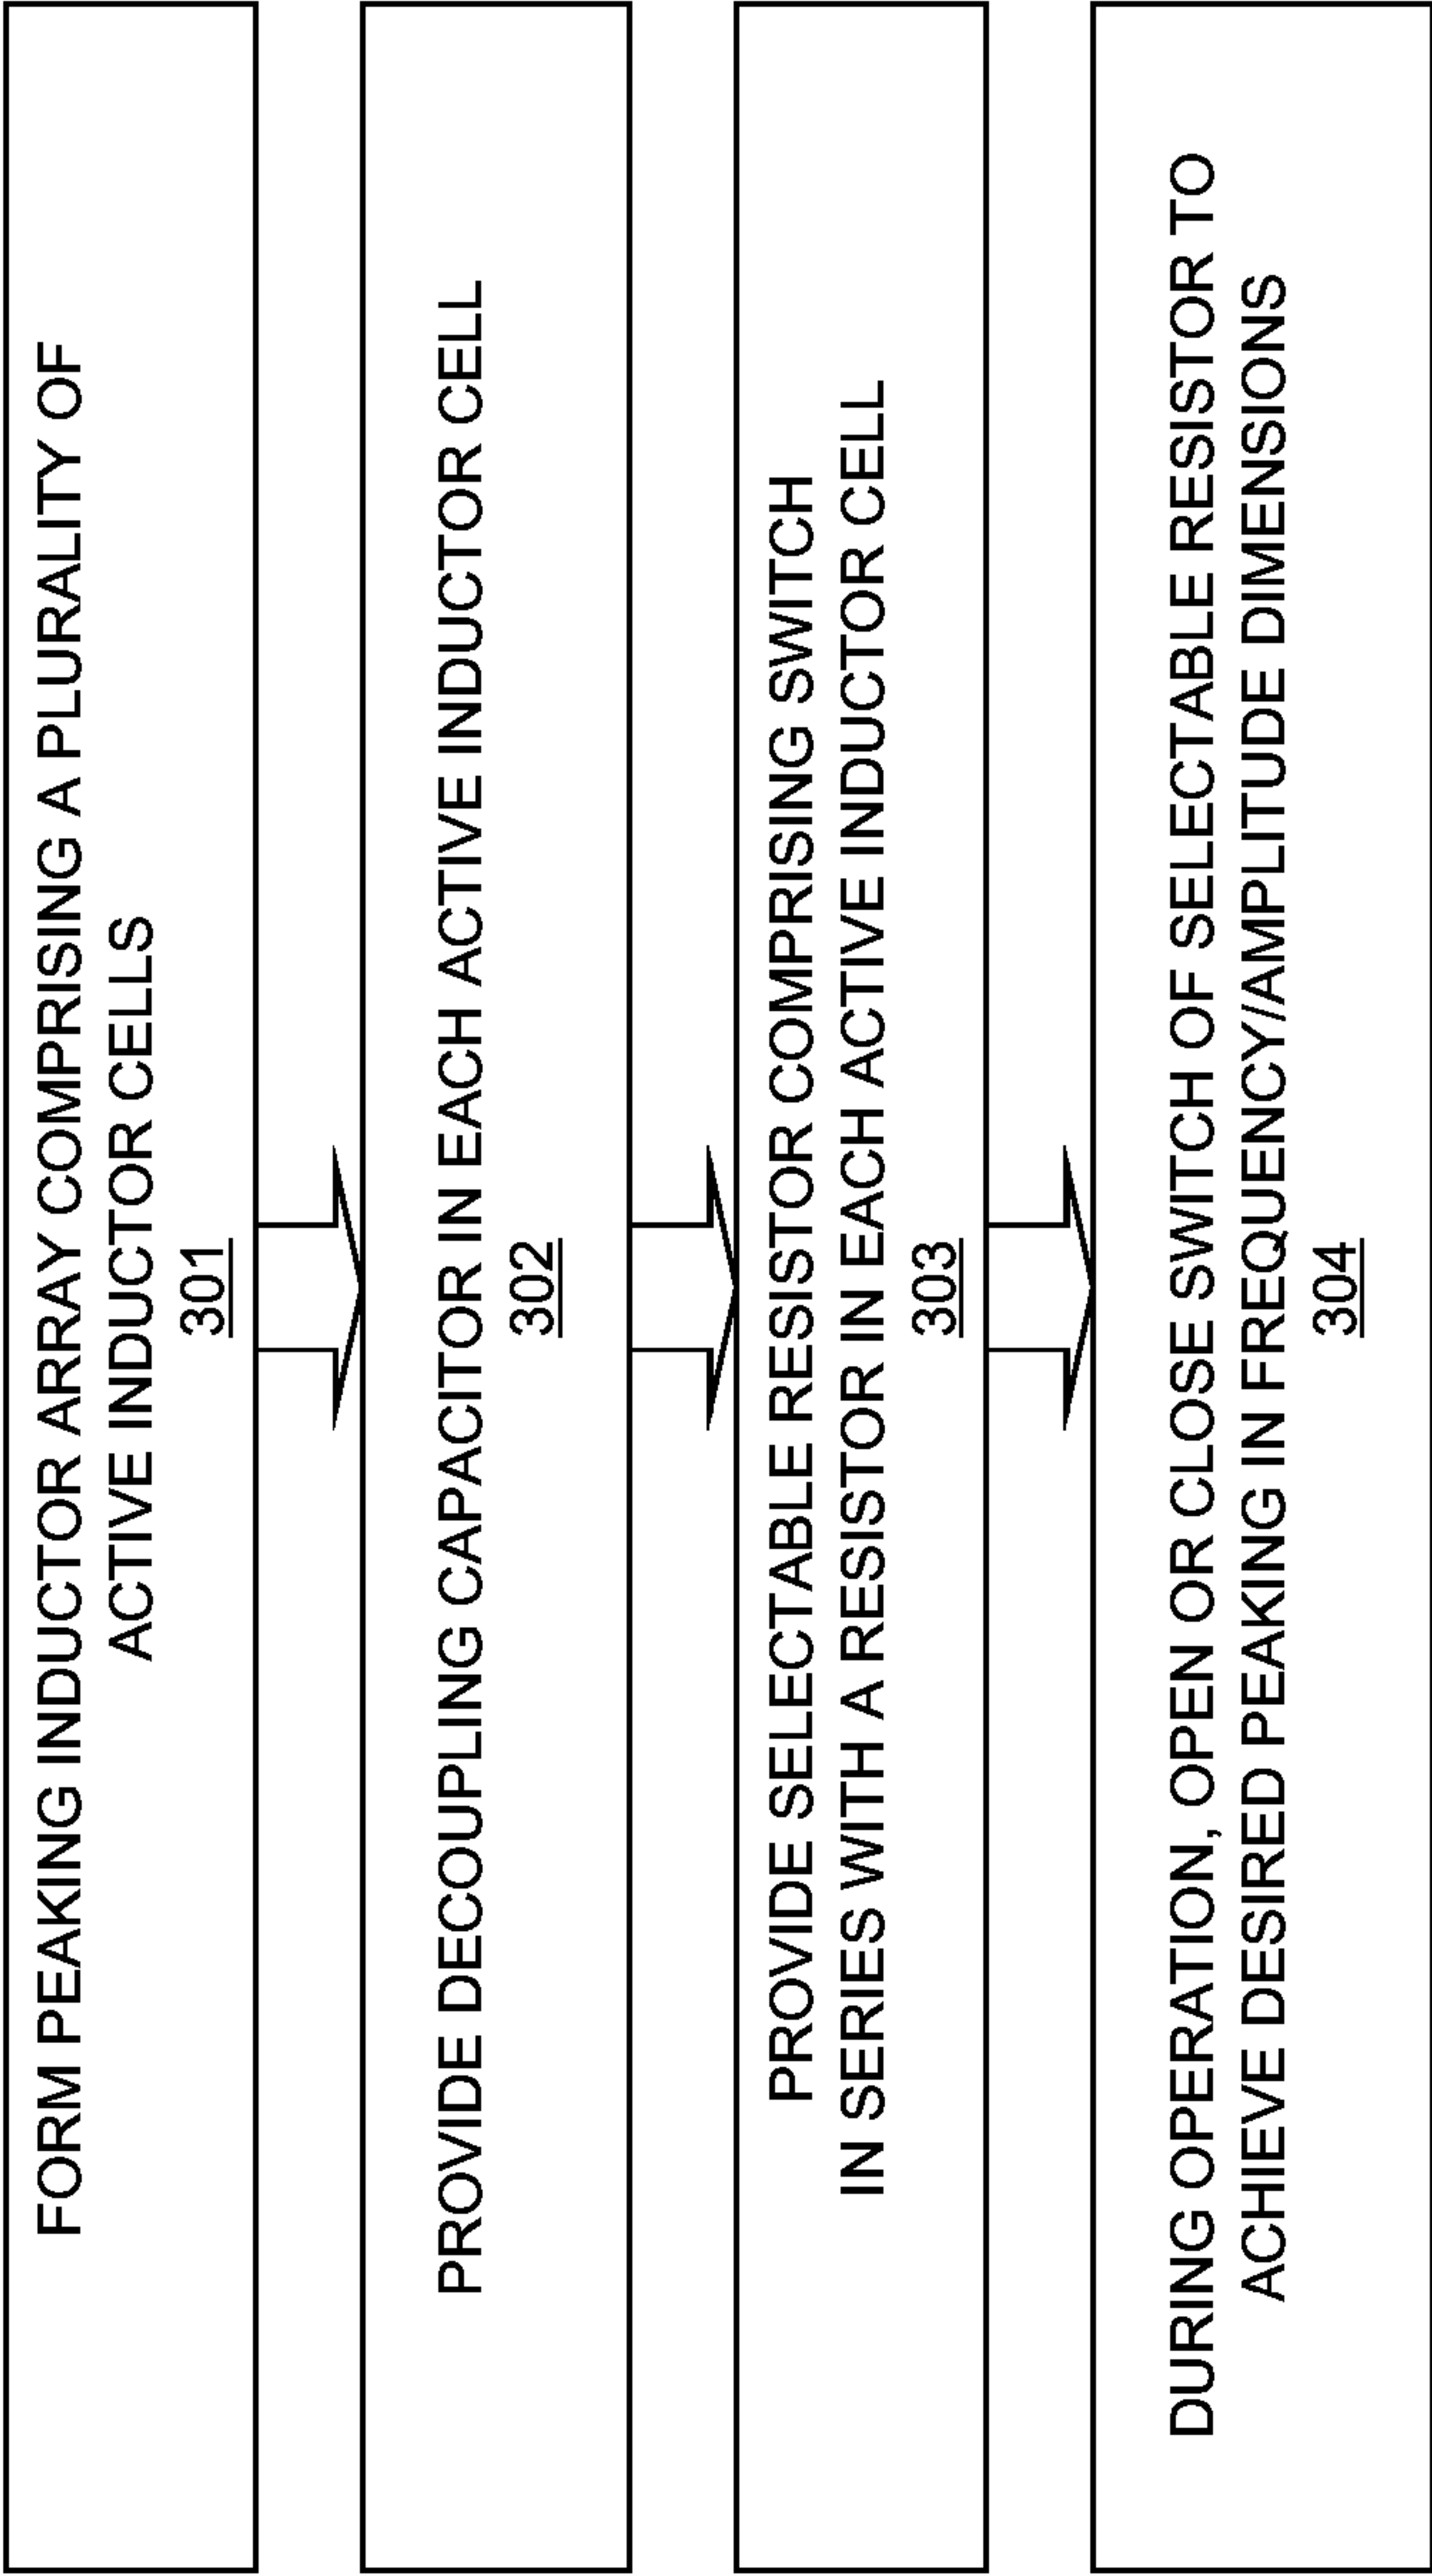 FORM PEAKING INDUCTOR ARRAY COMPRISING A PLURALITY OF
ACTIVE INDUCTOR CELLS
301
PROVIDE DECOUPLING CAPACITOR IN EACH ACTIVE INDUCTOR CELL
302
PROVIDE SELECTABLE RESISTOR COMPRISING SWITCH
IN SERIES WITH A RESISTOR IN EACH ACTIVE INDUCTOR CELL
303
DURING OPERATION, OPEN OR CLOSE SWITCH OF SELECTABLE RESISTOR TO
ACHIEVE DESIRED PEAKING IN FREQUENCY/AMPLITUDE DIMENSIONS
304